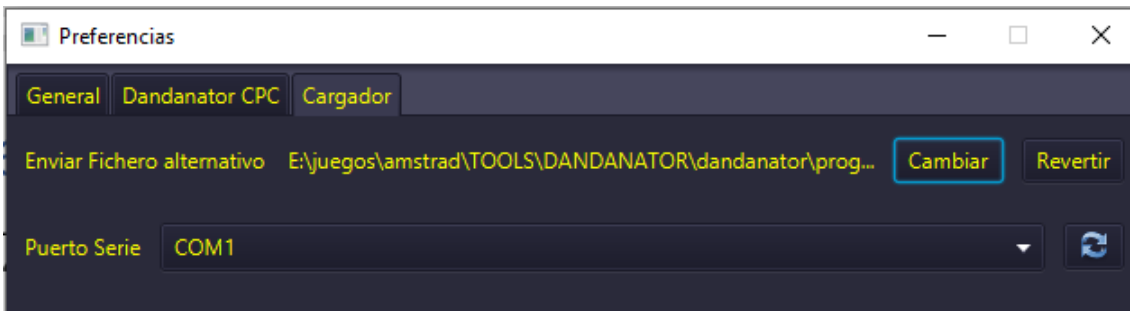 Preferencias
General Dandanator CPC Cargador
Enviar Fichero alternativo E:\juegos\amstrad\TOOLS\DANDANATOR\dandanator\prog... Cambiar Revertir
Puerto Serie COM1